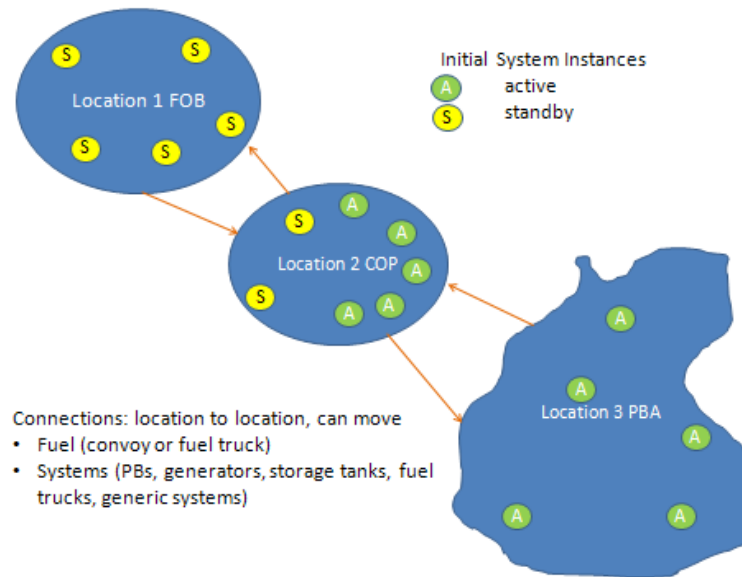 S
S
Location 1 FOB
S
S
S
Initial System Instances
A active
S standby
S
A
A
Location 2 COP
A
S
A
A
A
A
Location 3 PBA
A
A
A
Connections: location to location, can move
• Fuel (convoy or fuel truck)
• Systems (PBs, generators, storage tanks, fuel
trucks, generic systems)